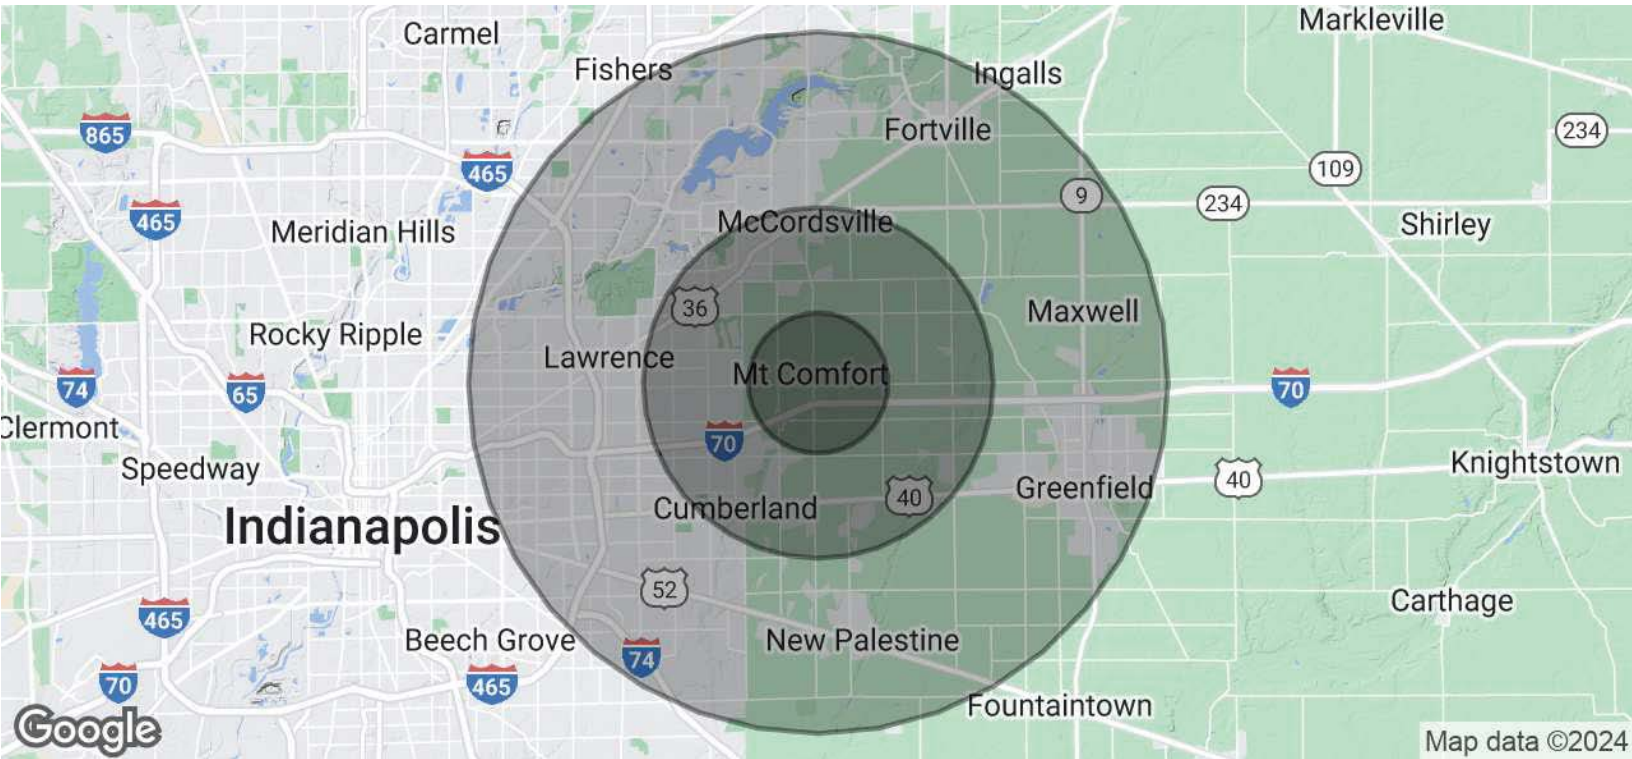 Markleville
Carmel
Fishers
Ingalls
Fortville
865
234
465
109
9
234
465
McCordsville
Shirley
Meridian Hills
36
Maxwell
Rocky Ripple
Lawrence
Mt Comfort
74
65
70
Clermont
70
Speedway
Knightstown
40
Greenfield
40
Cumberland
Indianapolis
52
Carthage
465
Beech Grove
New Palestine
74
70
465
Fountaintown
Google
Map data ©2024